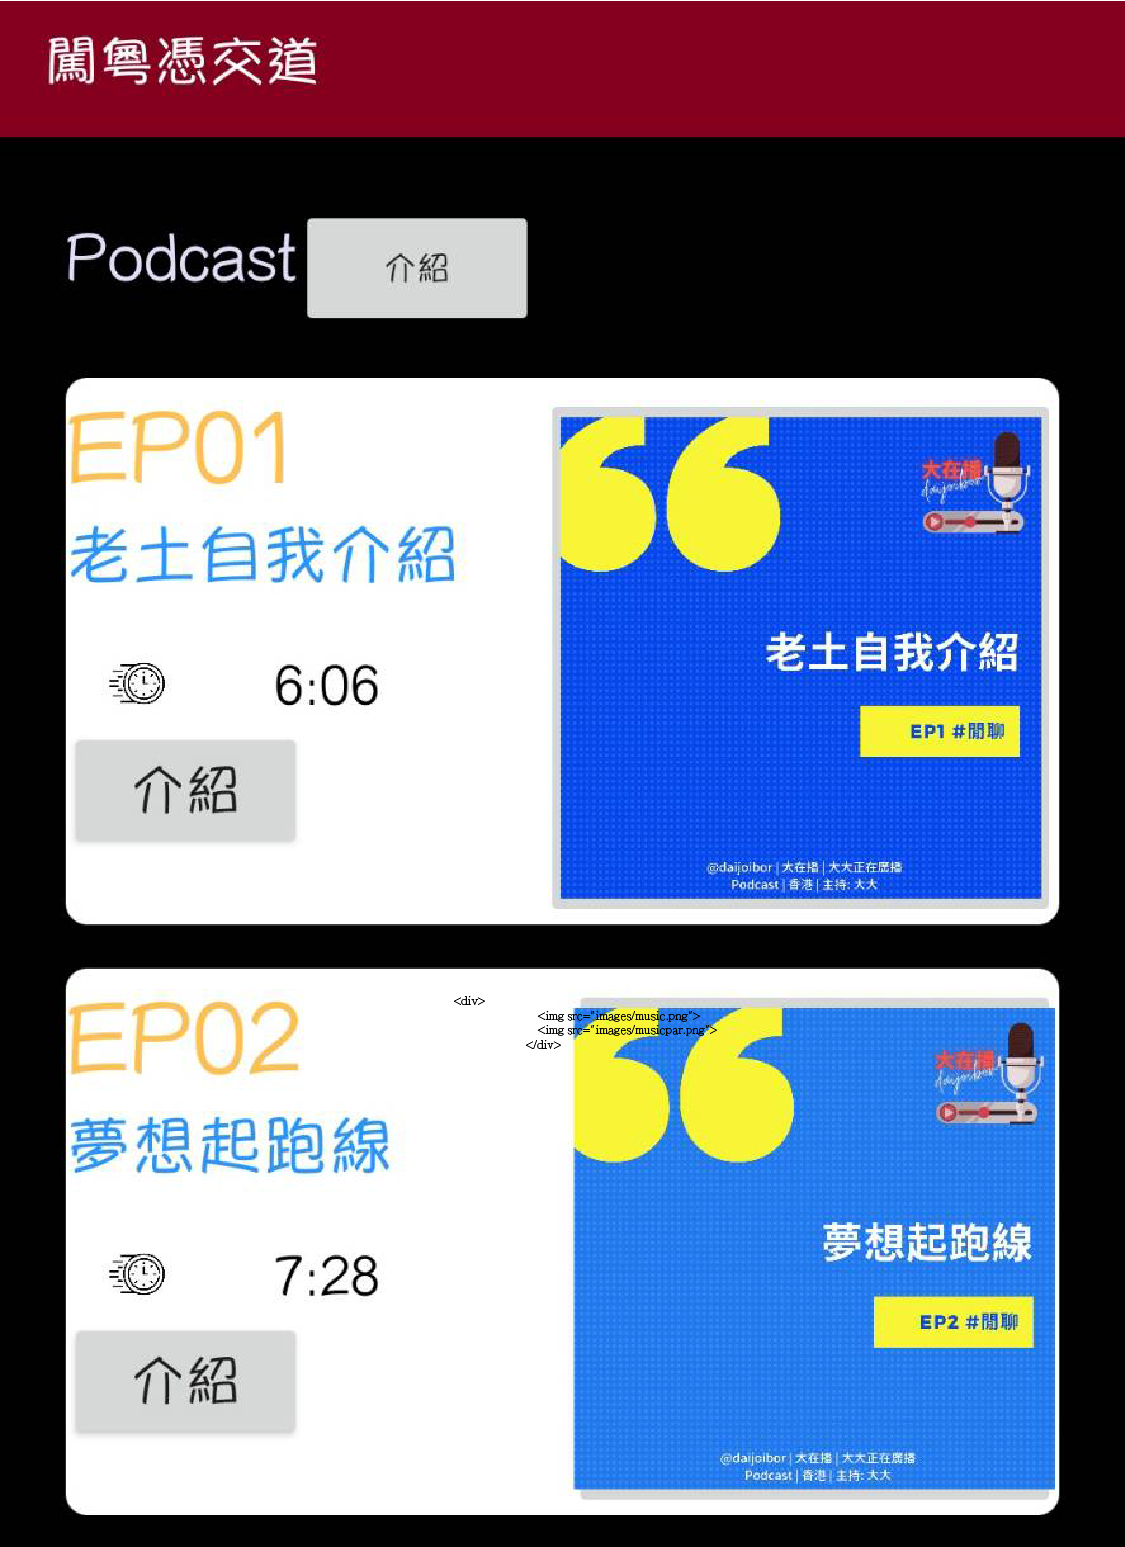 闖粵憑交道
Podcast
介紹
EP01
老土自我介紹
6:06
介紹
大在播
daijoibor
老土自我介紹
EP1 #閒聊
@daijoibor | 大在播 | 大大正在廣播
Podcast | 香港 | 主持: 大大
EP02
夢想起跑線
7:28
介紹
<div>
<img src="images/music.png">
<img src="images/musicpar.png">
</div>
大在播
daijoibor
夢想起跑線
EP2 #閒聊
@daijoibor | 大在播 | 大大正在廣播
Podcast | 香港 | 主持: 大大